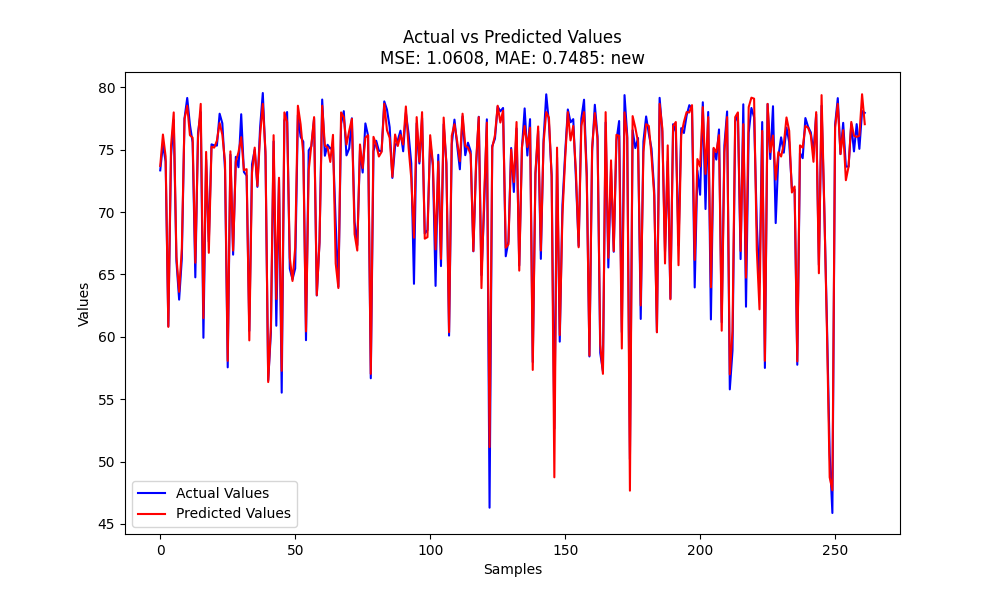 Actual vs Predicted Values
MSE: 1.0608, MAE: 0.7485: new
80
75
70
65
60
55
50
45
Values
Actual Values
Predicted Values
0
50
100
150
200
250
Samples